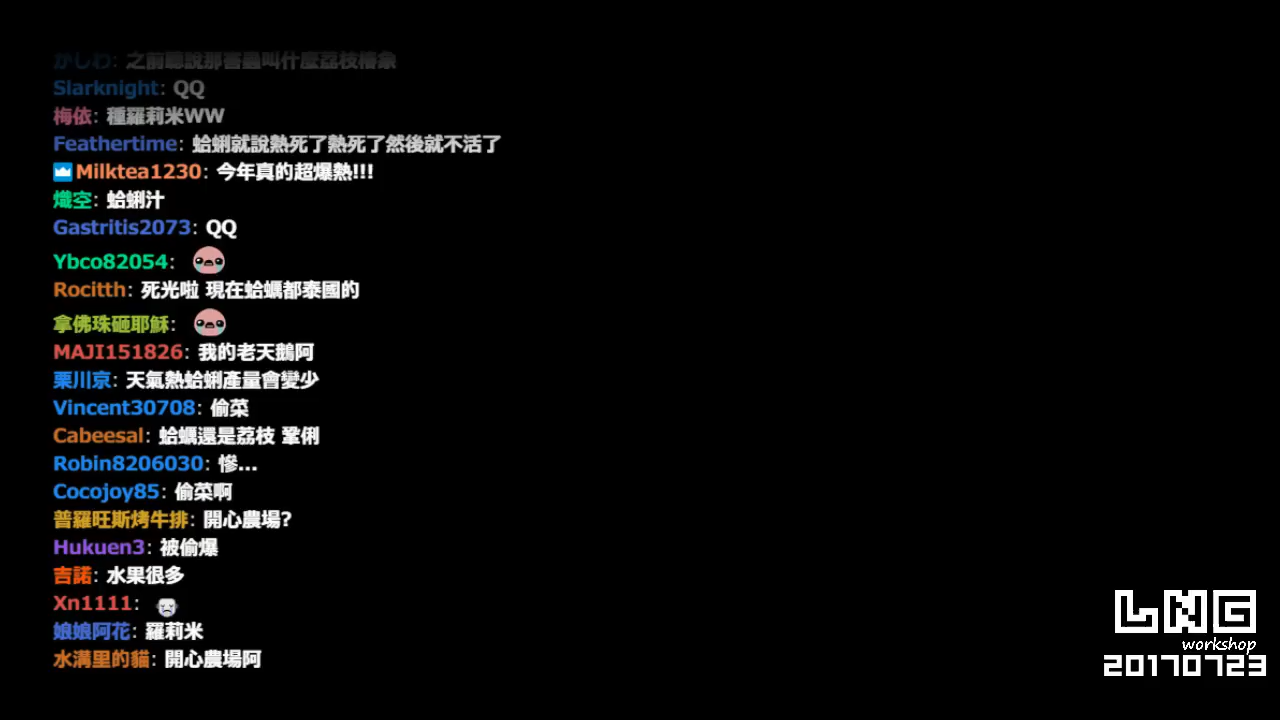 かしわ: 之前聽說那害蟲叫什麼荔枝椿象
Slarknight: QQ
梅依: 種羅莉米WW
Feathertime: 蛤蜊就說熱死了熱死了然後就不活了
Milktea1230: 今年真的超爆熱!!!
熾空: 蛤蜊汁
Gastritis2073: QQ
Ybco82054:
Rocitth: 死光啦 現在蛤蠣都泰國的
拿佛珠砸耶穌:
MAJI151826: 我的老天鵝阿
栗川京: 天氣熱蛤蜊產量會變少
Vincent30708: 偷菜
Cabeesal: 蛤蠣還是荔枝 鞏俐
Robin8206030: 慘...
Cocojoy85: 偷菜啊
普羅旺斯烤牛排: 開心農場?
Hukuen3: 被偷爆
吉諾: 水果很多
Xn1111:
娘娘阿花: 羅莉米
水溝里的貓: 開心農場阿
LNG
workshop
20170723